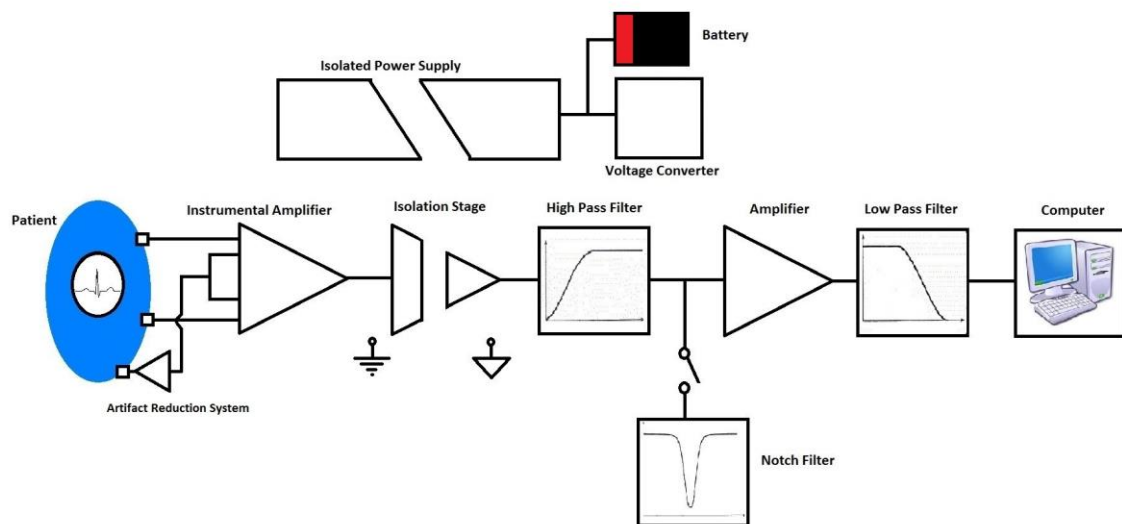 Battery
Isolated Power Supply
Voltage Converter
Patient
Instrumental Amplifier
Isolation Stage
High Pass Filter
Amplifier
Low Pass Filter
Computer
Artifact Reduction System
Notch Filter